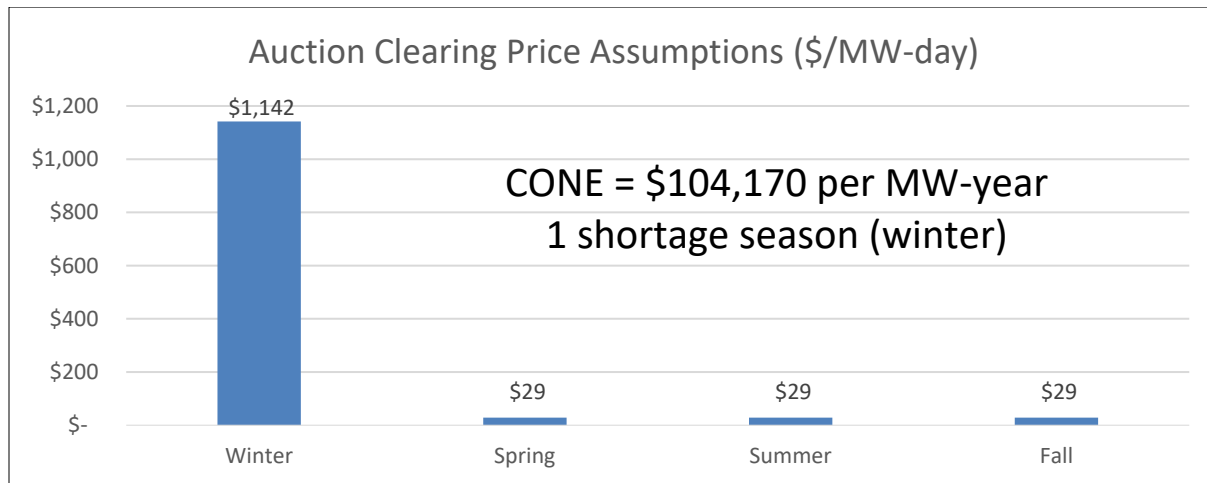 Auction Clearing Price Assumptions ($/MW-day)
$1,200
$1,142
$1,000
CONE = $104,170 per MW-year
$800
1 shortage season (winter)
$600
$400
$200
$29
$29
$29
$-
Winter
Spring
Summer
Fall